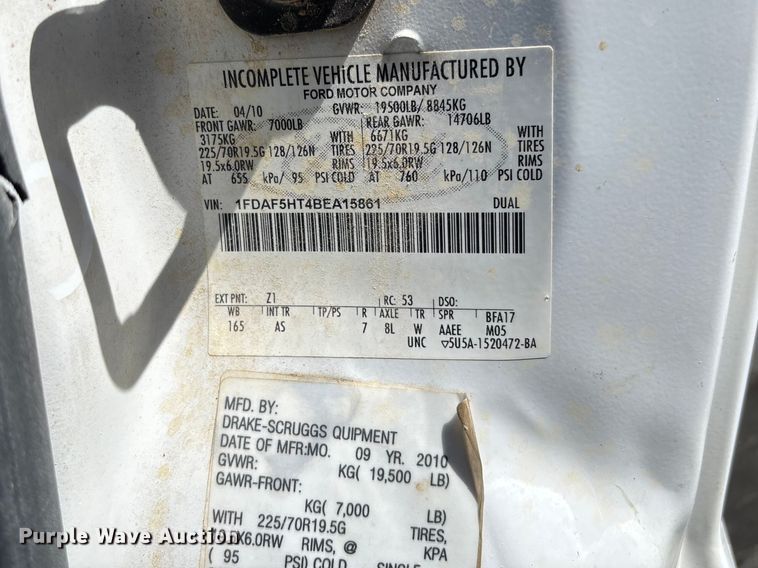 INCOMPLETE VEHICLE MANUFACTURED BY
FORD MOTOR COMPANY
DATE: 04/10 GVWR: 19500LB/ 8845KG
FRONT GAWR: 7000LB REAR GAWR: 14706LB
3175KG WITH 6671KG WITH
225/70R19.5G 128/126N TIRES 225/70R19.5G 128/126N TIRES
19.5x6.0RW RIMS 19.5x6.0RW RIMS
AT 655 kPa/ 95 PSI COLD AT 760 kPa/110 PSI COLD
VIN: 1FDAF5HT4BEA15861 DUAL
EXT PNT: Z1 RC: 53 DSO:
WB INT TR TP/PS R AXLE TR SPR BFA17
165 AS 7 8L W AAEE M05
UNC ▽5U5A-1520472-BA
MFD. BY:
DRAKE-SCRUGGS QUIPMENT
DATE OF MFR:MO. 09 YR. 2010
GVWR: KG( 19,500 LB)
GAWR-FRONT:
KG( 7,000 LB)
WITH 225/70R19.5G TIRES,
X6.0RW RIMS, @ KPA
( 95 PSI) COLD SINGLE
Purple Wave Auction